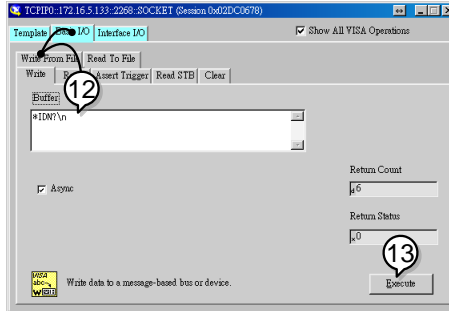 TCPIP0::172.16.5.133::2268::SOCKET (Session 0x02DC0678)
Template Basic I/O Interface I/O Show All VISA Operations
Write From File Read To File
Write Assert Trigger Read STB Clear
12
Buffer
*IDN?\n
Return Count
Async
d 6
Return Status
x 0
13
VISA
abc
Write data to a message-based bus or device.
Execute